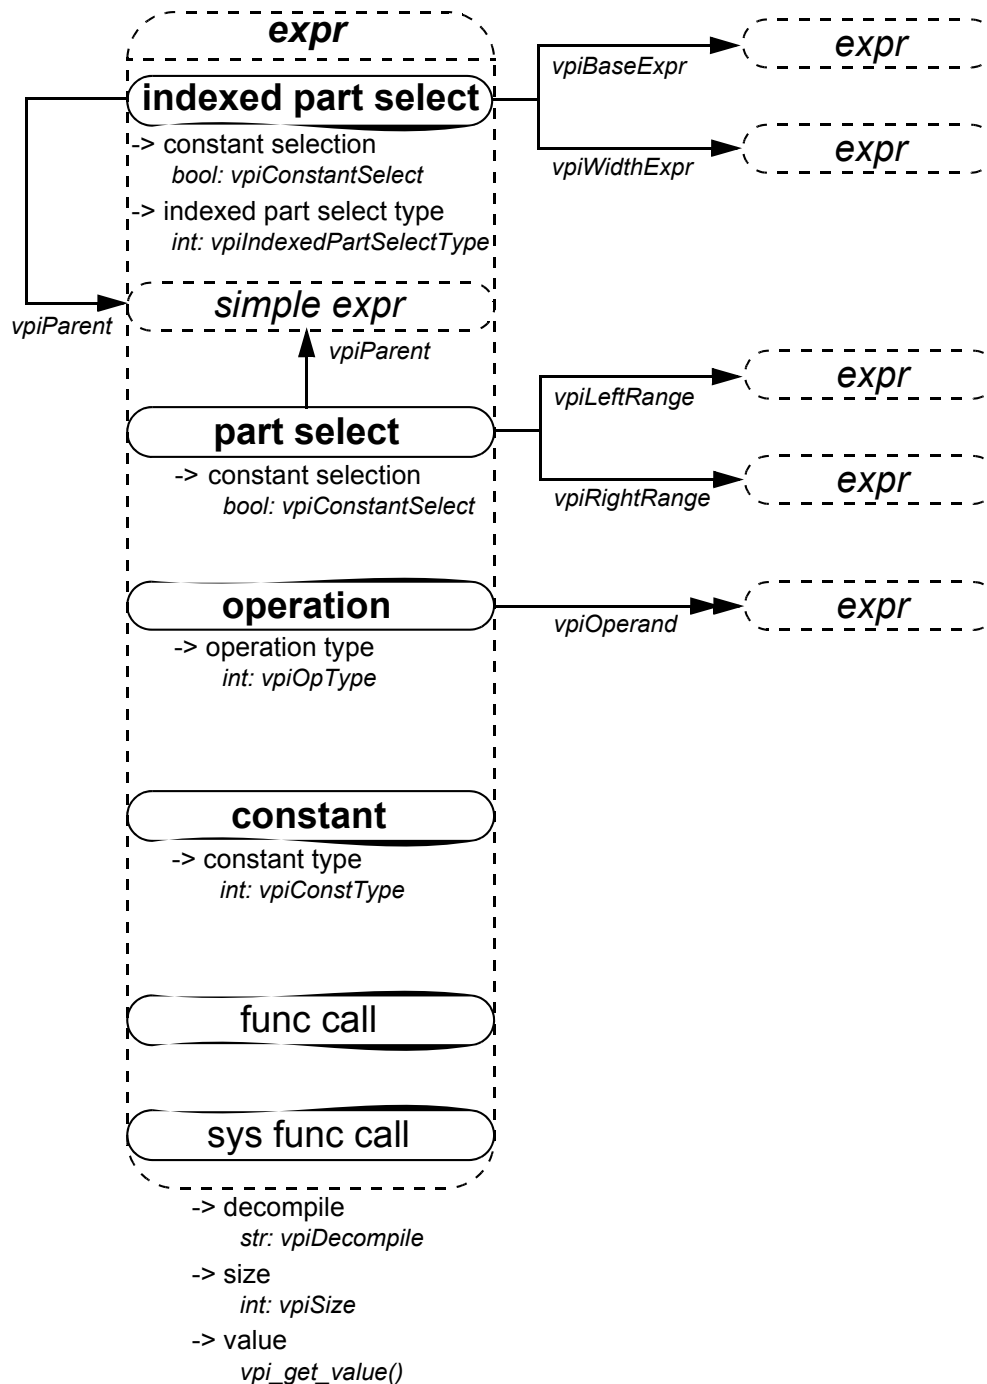 expr
indexed part select
-> constant selection
bool: vpiConstantSelect
-> indexed part select type
int: vpiIndexedPartSelectType
vpiBaseExpr
expr
vpiWidthExpr
expr
simple expr
vpiParent
vpiParent
part select
-> constant selection
bool: vpiConstantSelect
vpiLeftRange
expr
vpiRightRange
expr
operation
-> operation type
int: vpiOpType
vpiOperand
expr
constant
-> constant type
int: vpiConstType
func call
sys func call
-> decompile
str: vpiDecompile
-> size
int: vpiSize
-> value
vpi_get_value()